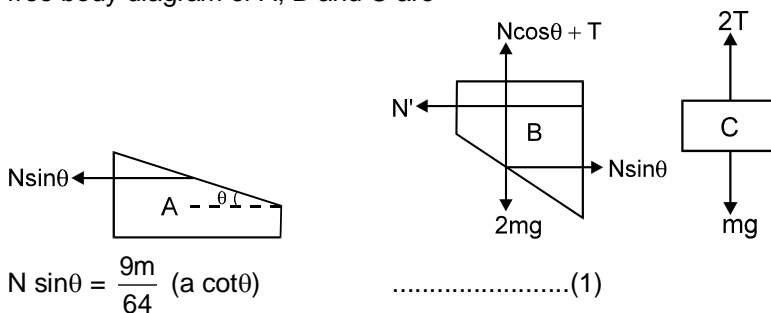 free body diagram of A, B and C are
Ncosθ + T
2T
N'
B
C
Nsinθ
A
θ
Nsinθ
2mg
mg
N sinθ = 9m/64 (a cotθ) ........................(1)